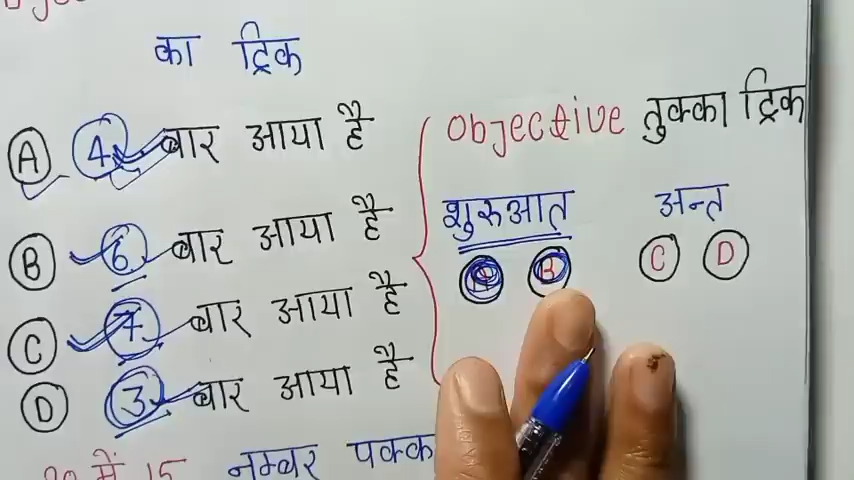 का ट्रिक
A 4 बार आया है
B 6 बार आया है
C 7 बार आया है
D 3 बार आया है
Objective तुक्का ट्रिक
शुरुआत अन्त
A B C D
में 15 नम्बर पक्का